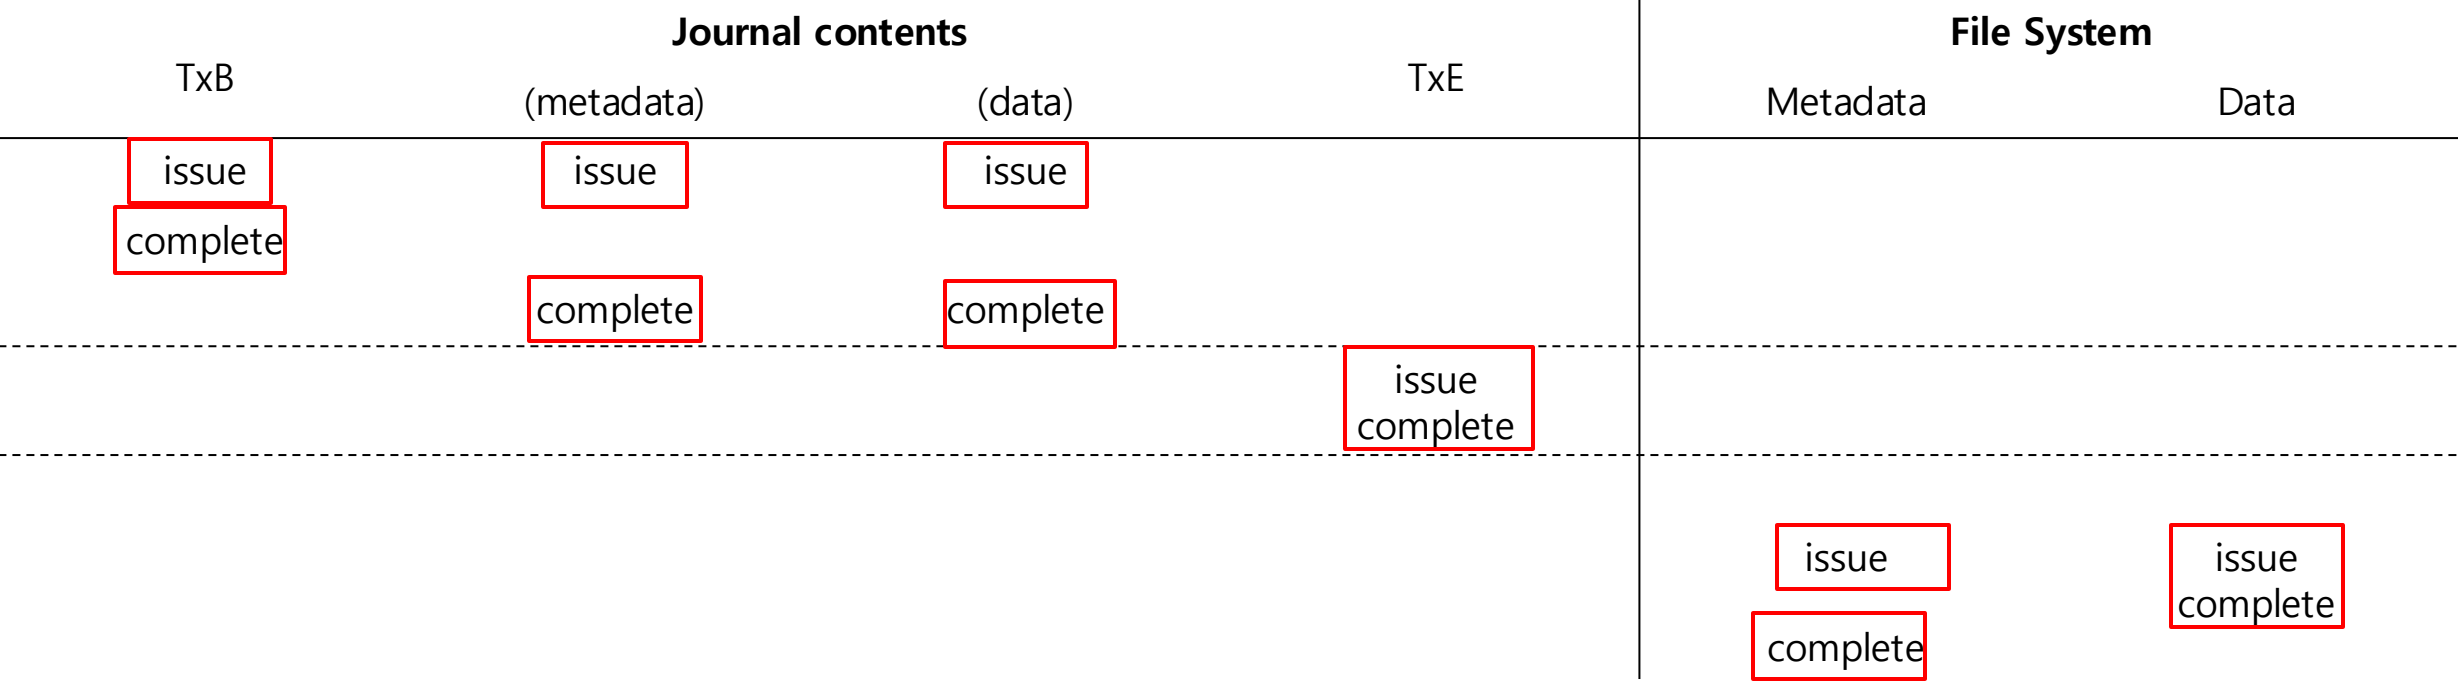 Journal contents File System
TxB (metadata) (data) TxE Metadata Data
issue issue issue
complete
complete complete
issue
complete
issue issue
complete
complete